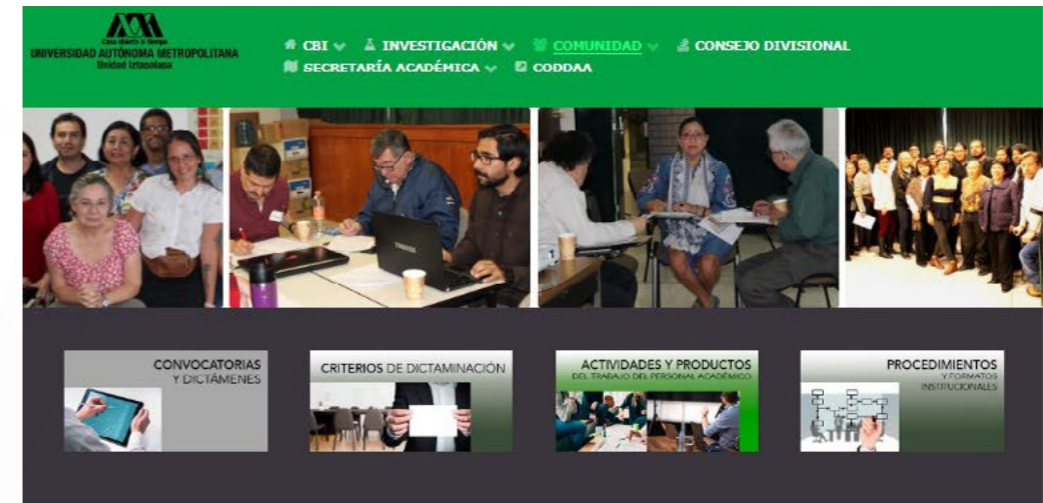 Casa abierta al tiempo
UNIVERSIDAD AUTÓNOMA METROPOLITANA
Unidad Iztapalapa
CBI
INVESTIGACIÓN
COMUNIDAD
CONSEJO DIVISIONAL
SECRETARÍA ACADÉMICA
CODDAA
TOSHIBA
CONVOCATORIAS
Y DICTÁMENES
CRITERIOS DE DICTAMINACIÓN
ACTIVIDADES Y PRODUCTOS
DEL TRABAJO DEL PERSONAL ACADÉMICO
PROCEDIMIENTOS
Y FORMATOS
INSTITUCIONALES